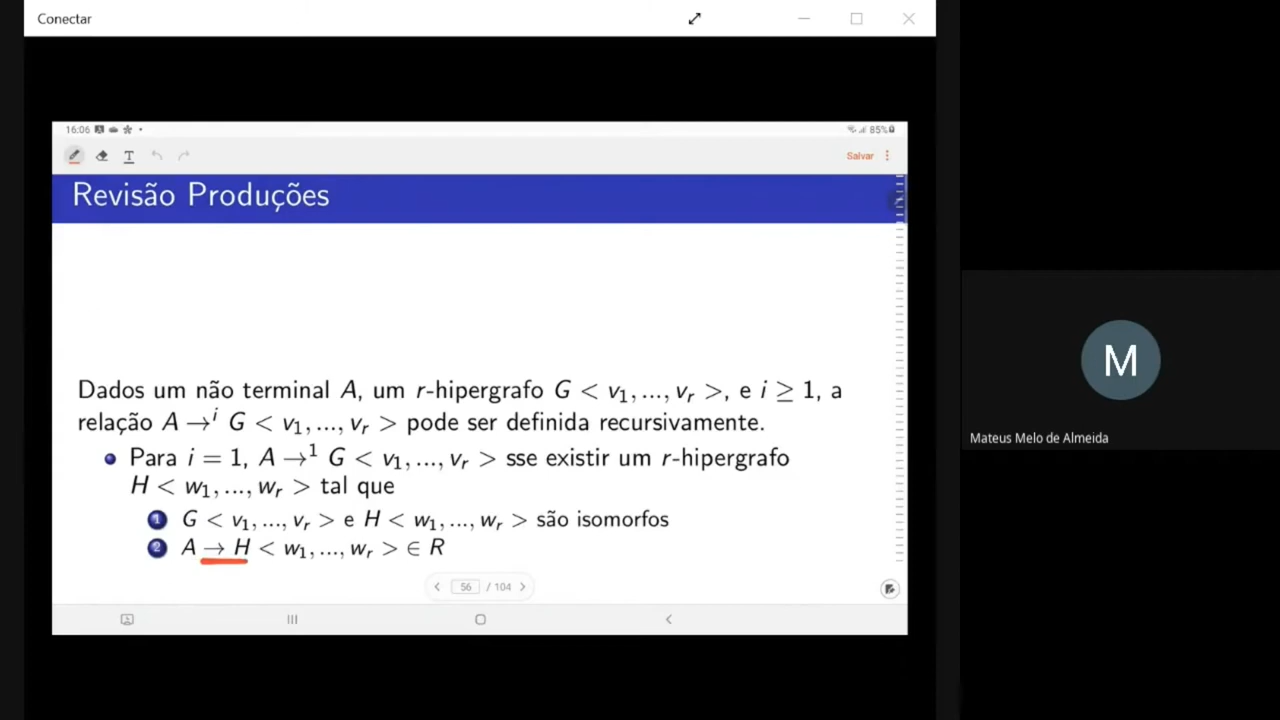 Conectar
16:06
85%
T
Salvar
Revisão Produções
Dados um não terminal A, um r-hipergrafo G < v₁, ..., vᵣ >, e i ≥ 1, a
relação A →ⁱ G < v₁, ..., vᵣ > pode ser definida recursivamente.
Para i = 1, A →¹ G < v₁, ..., vᵣ > sse existir um r-hipergrafo
H < w₁, ..., wᵣ > tal que
1 G < v₁, ..., vᵣ > e H < w₁, ..., wᵣ > são isomorfos
2 A → H < w₁, ..., wᵣ > ∈ R
56 / 104
M
Mateus Melo de Almeida